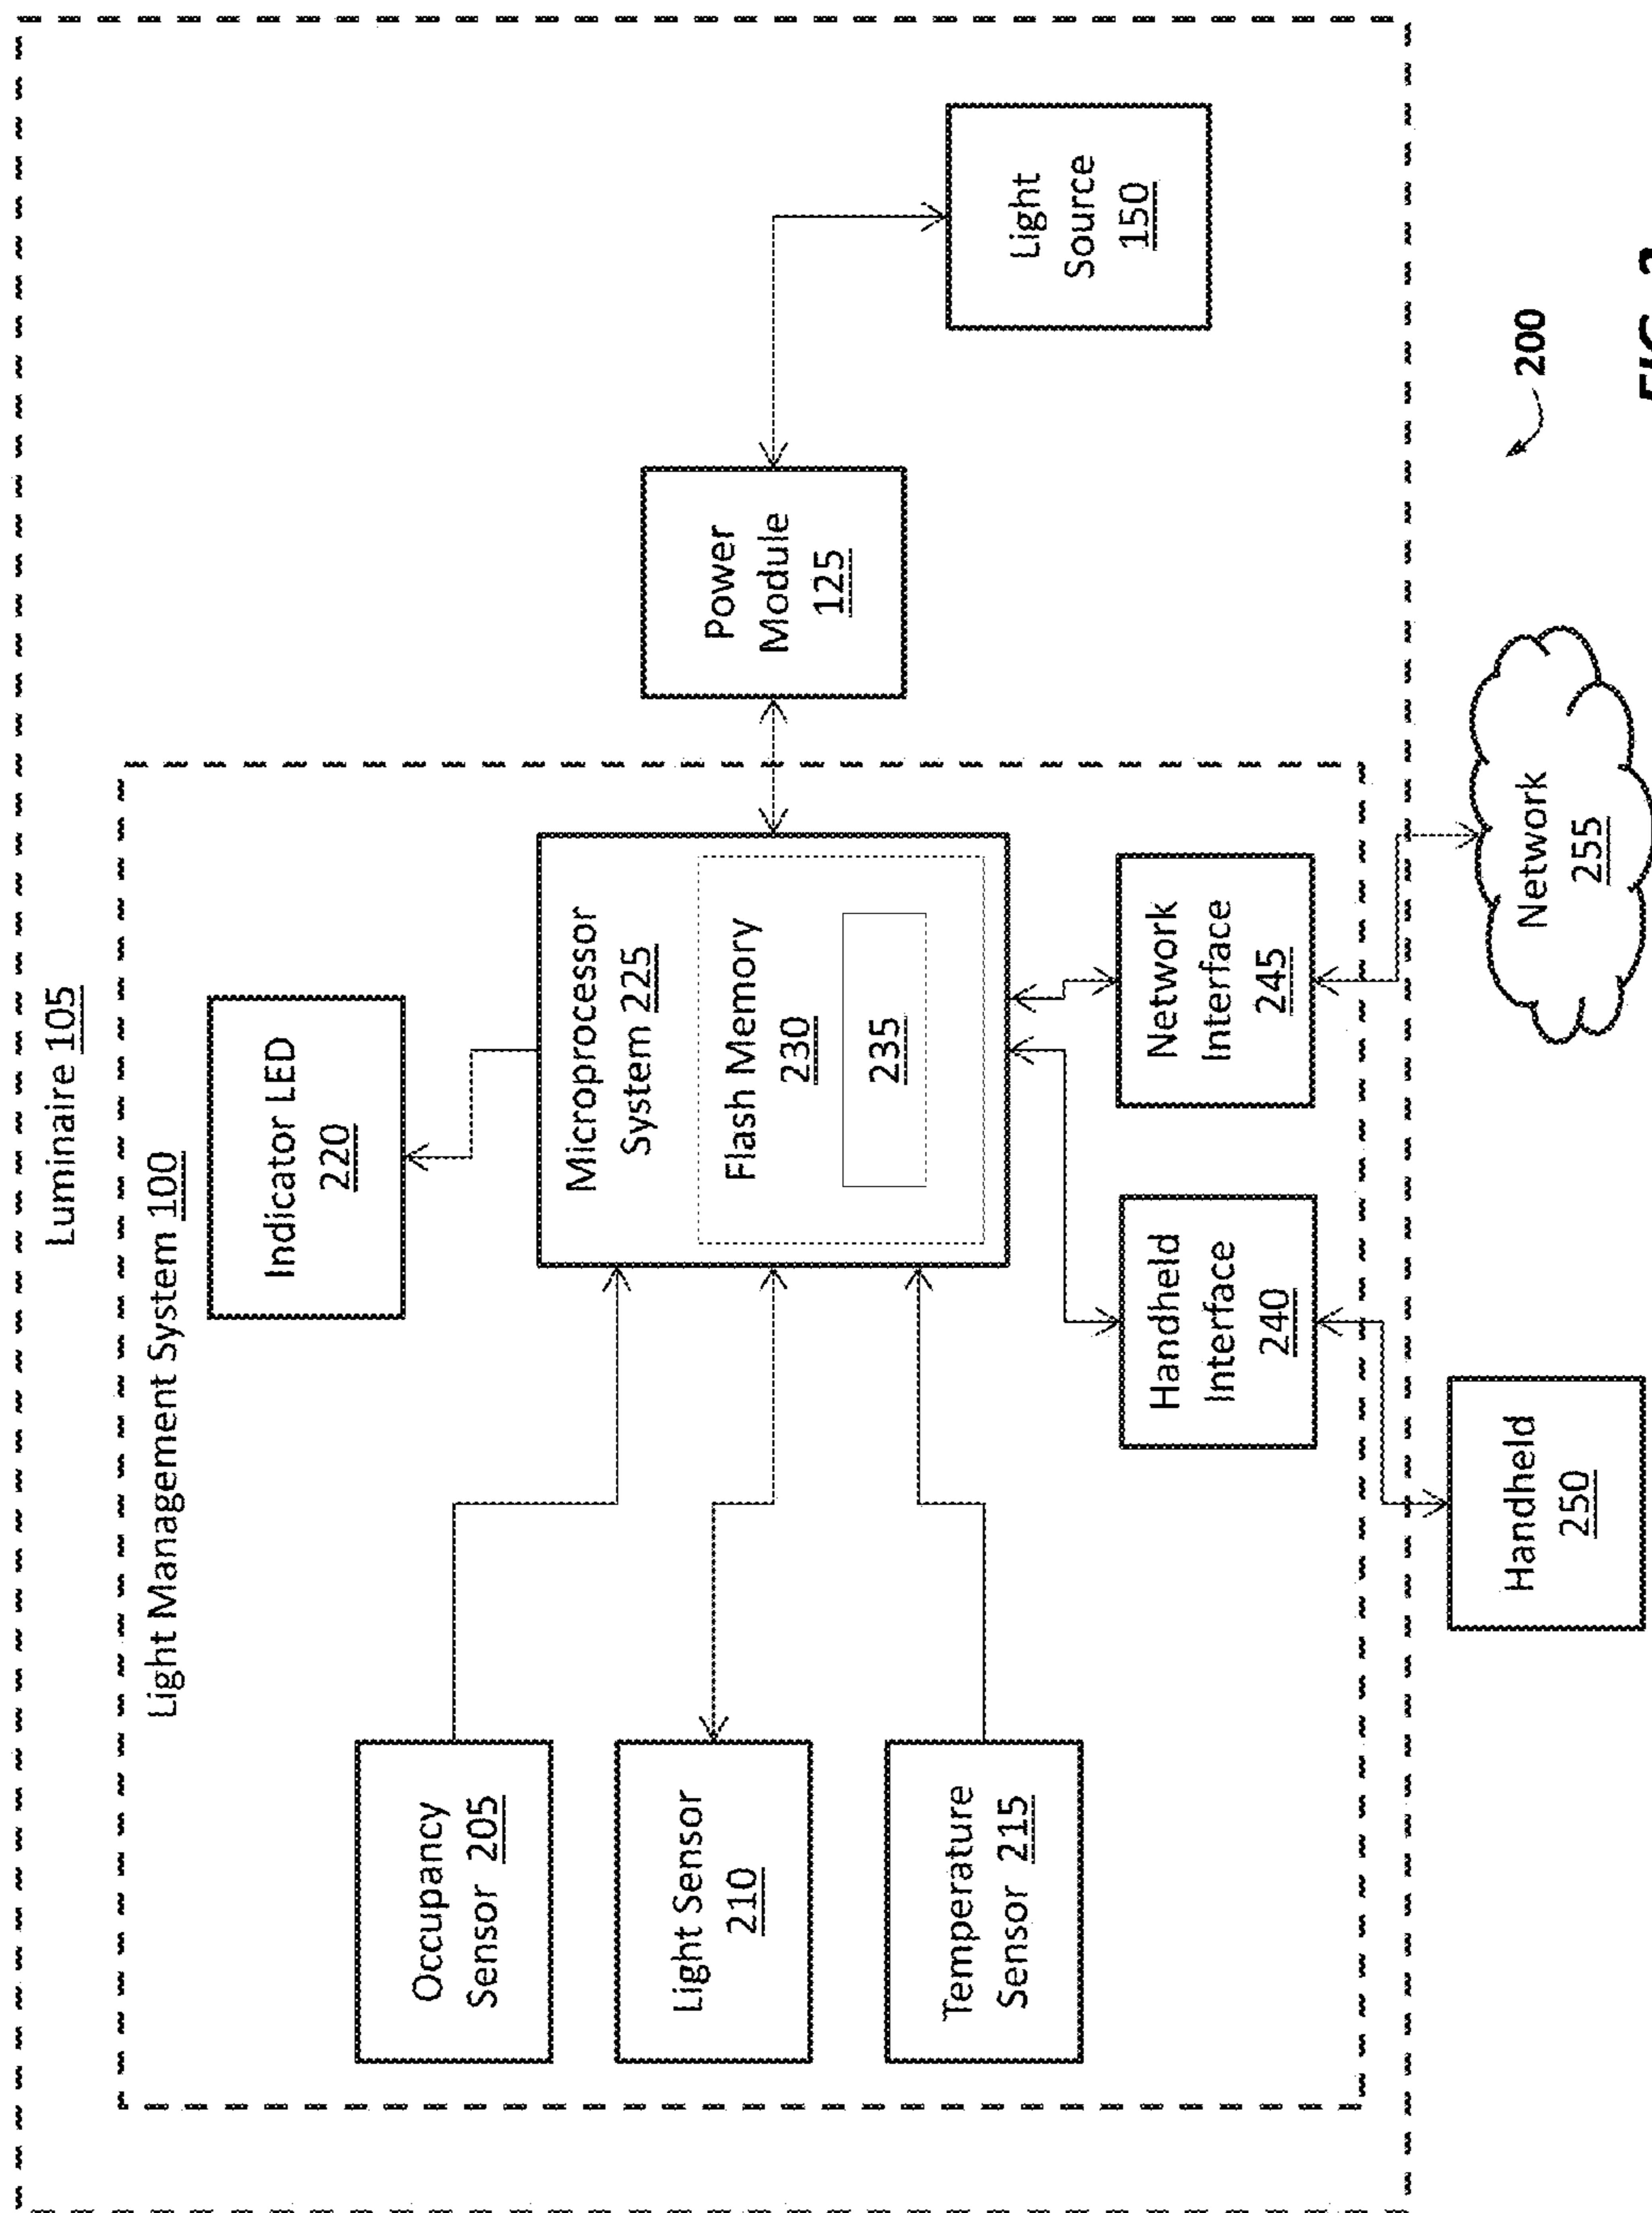 Luminaire 105
Light Management System 100
Indicator LED
220
Occupancy
Sensor 205
Light Sensor
210
Temperature
Sensor 215
Microprocessor
System 225
Flash Memory
230
235
Power
Module
125
Light
Source
150
Handheld
Interface
240
Network
Interface
245
Handheld
250
Network
255
200